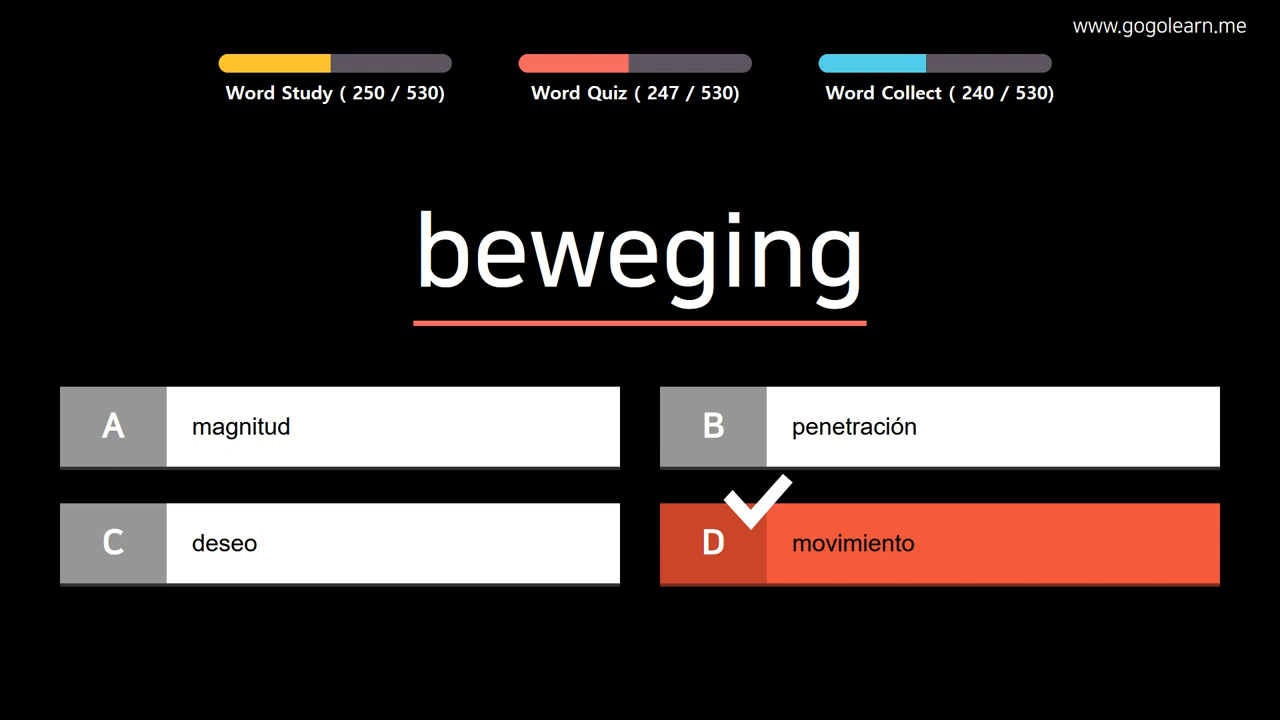 www.gogolearn.me
Word Study ( 250 / 530)
Word Quiz ( 247 / 530)
Word Collect ( 240 / 530)
beweging
A
magnitud
B
penetración
C
deseo
D
movimiento